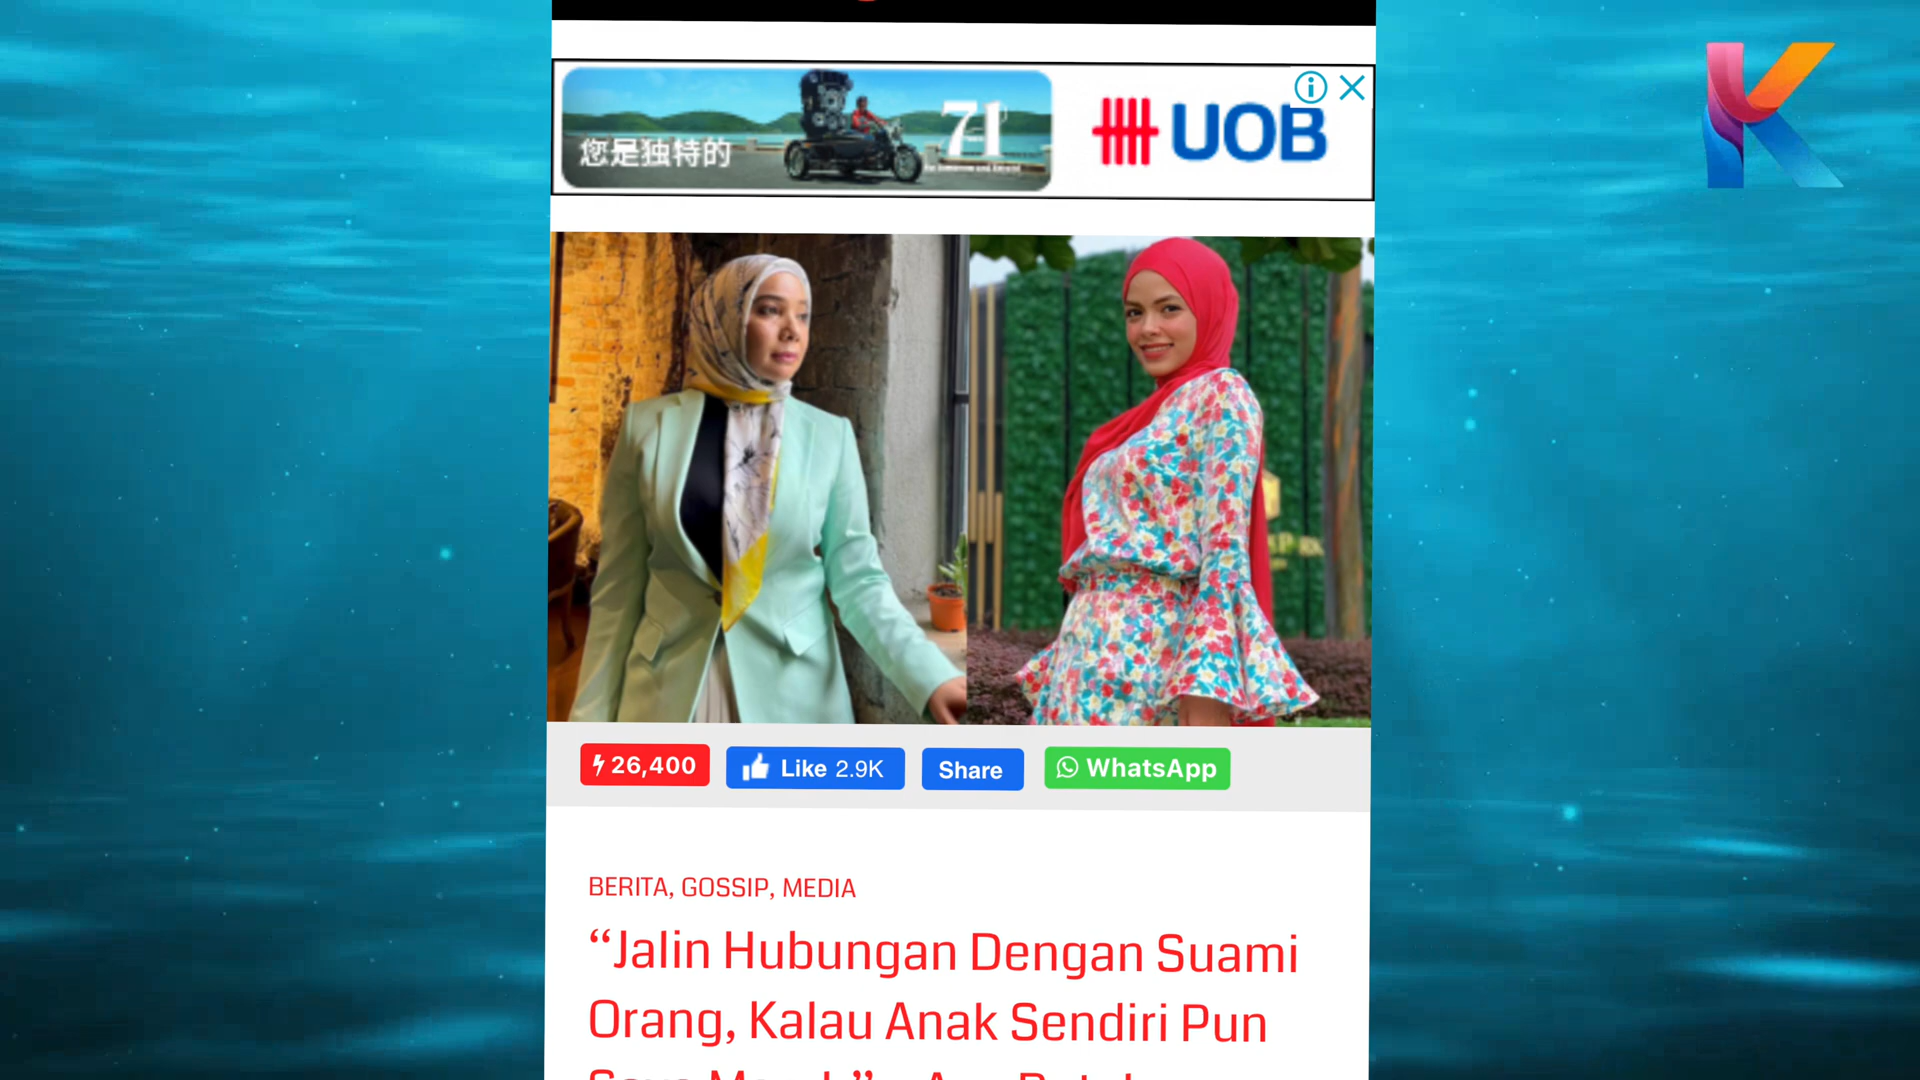 您是独特的
71
UOB
26,400
Like 2.9K
Share
WhatsApp
BERITA, GOSSIP, MEDIA
“Jalin Hubungan Dengan Suami
Orang, Kalau Anak Sendiri Pun